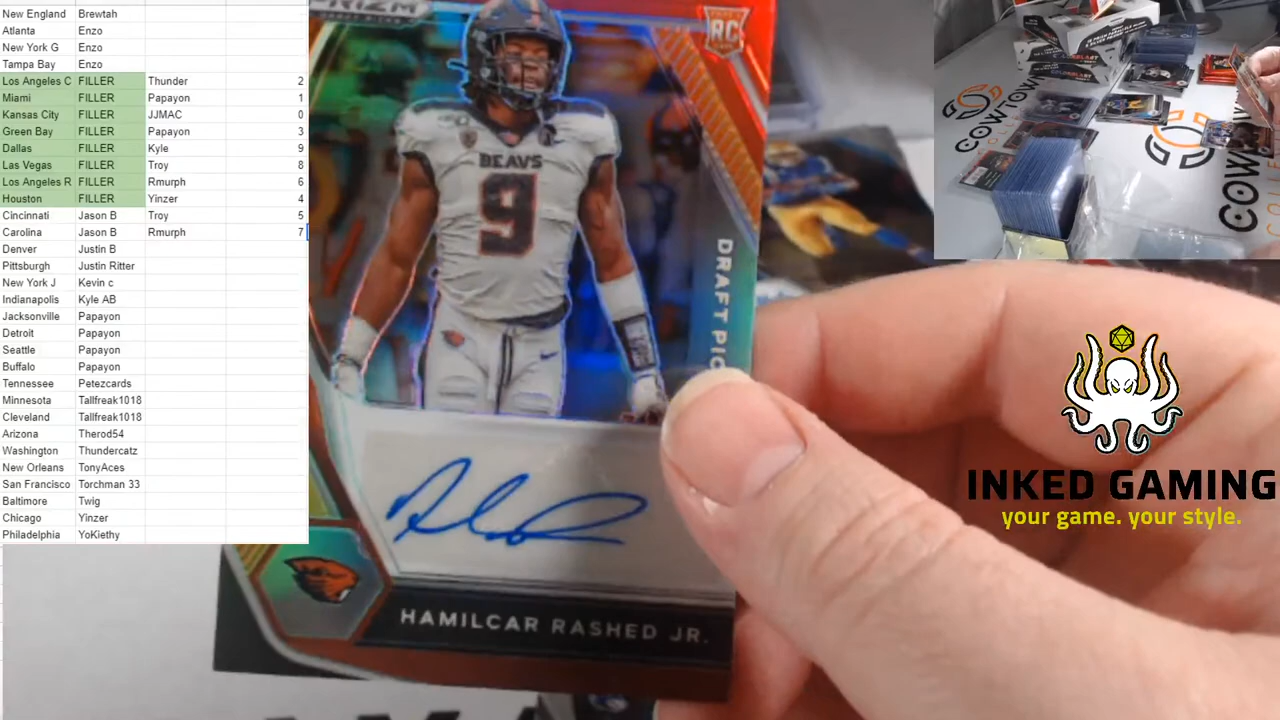 New England Brewtah
Atlanta Enzo
New York G Enzo
Tampa Bay Enzo
Los Angeles C FILLER Thunder 2
Miami FILLER Papayon 1
Kansas City FILLER JJMAC 0
Green Bay FILLER Papayon 3
Dallas FILLER Kyle 9
Las Vegas FILLER Troy 8
Los Angeles R FILLER Rmurph 6
Houston FILLER Yinzer 4
Cincinnati Jason B Troy 5
Carolina Jason B Rmurph 7
Denver Justin B
Pittsburgh Justin Ritter
New York J Kevin c
Indianapolis Kyle AB
Jacksonville Papayon
Detroit Papayon
Seattle Papayon
Buffalo Papayon
Tennessee Petezcards
Minnesota Tallfreak1018
Cleveland Tallfreak1018
Arizona Therod54
Washington Thundercatz
New Orleans TonyAces
San Francisco Torchman 33
Baltimore Twig
Chicago Yinzer
Philadelphia YoKiethy
RC
BEAVS
9
DRAFT PIC
HAMILCAR RASHED JR.
COWTOWN
COWTO
INKED GAMING
your game. your style.